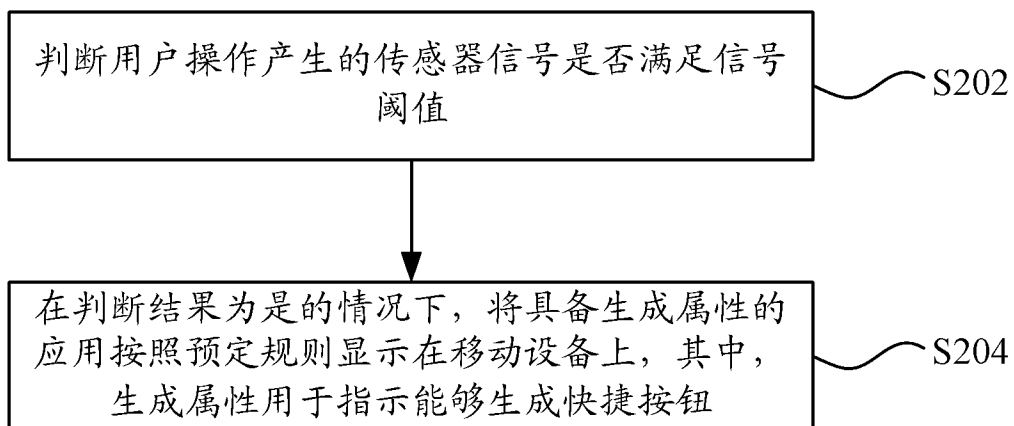 判断用户操作产生的传感器信号是否满足信号
阈值
S202
在判断结果为是的情况下，将具备生成属性的
应用按照预定规则显示在移动设备上，其中，
生成属性用于指示能够生成快捷按钮
S204